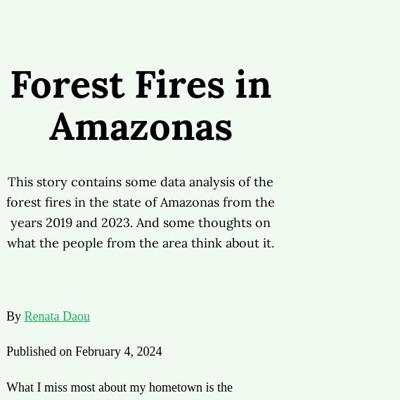 Forest Fires in
Amazonas
This story contains some data analysis of the
forest fires in the state of Amazonas from the
years 2019 and 2023. And some thoughts on
what the people from the area think about it.
By Renata Daou
Published on February 4, 2024
What I miss most about my hometown is the